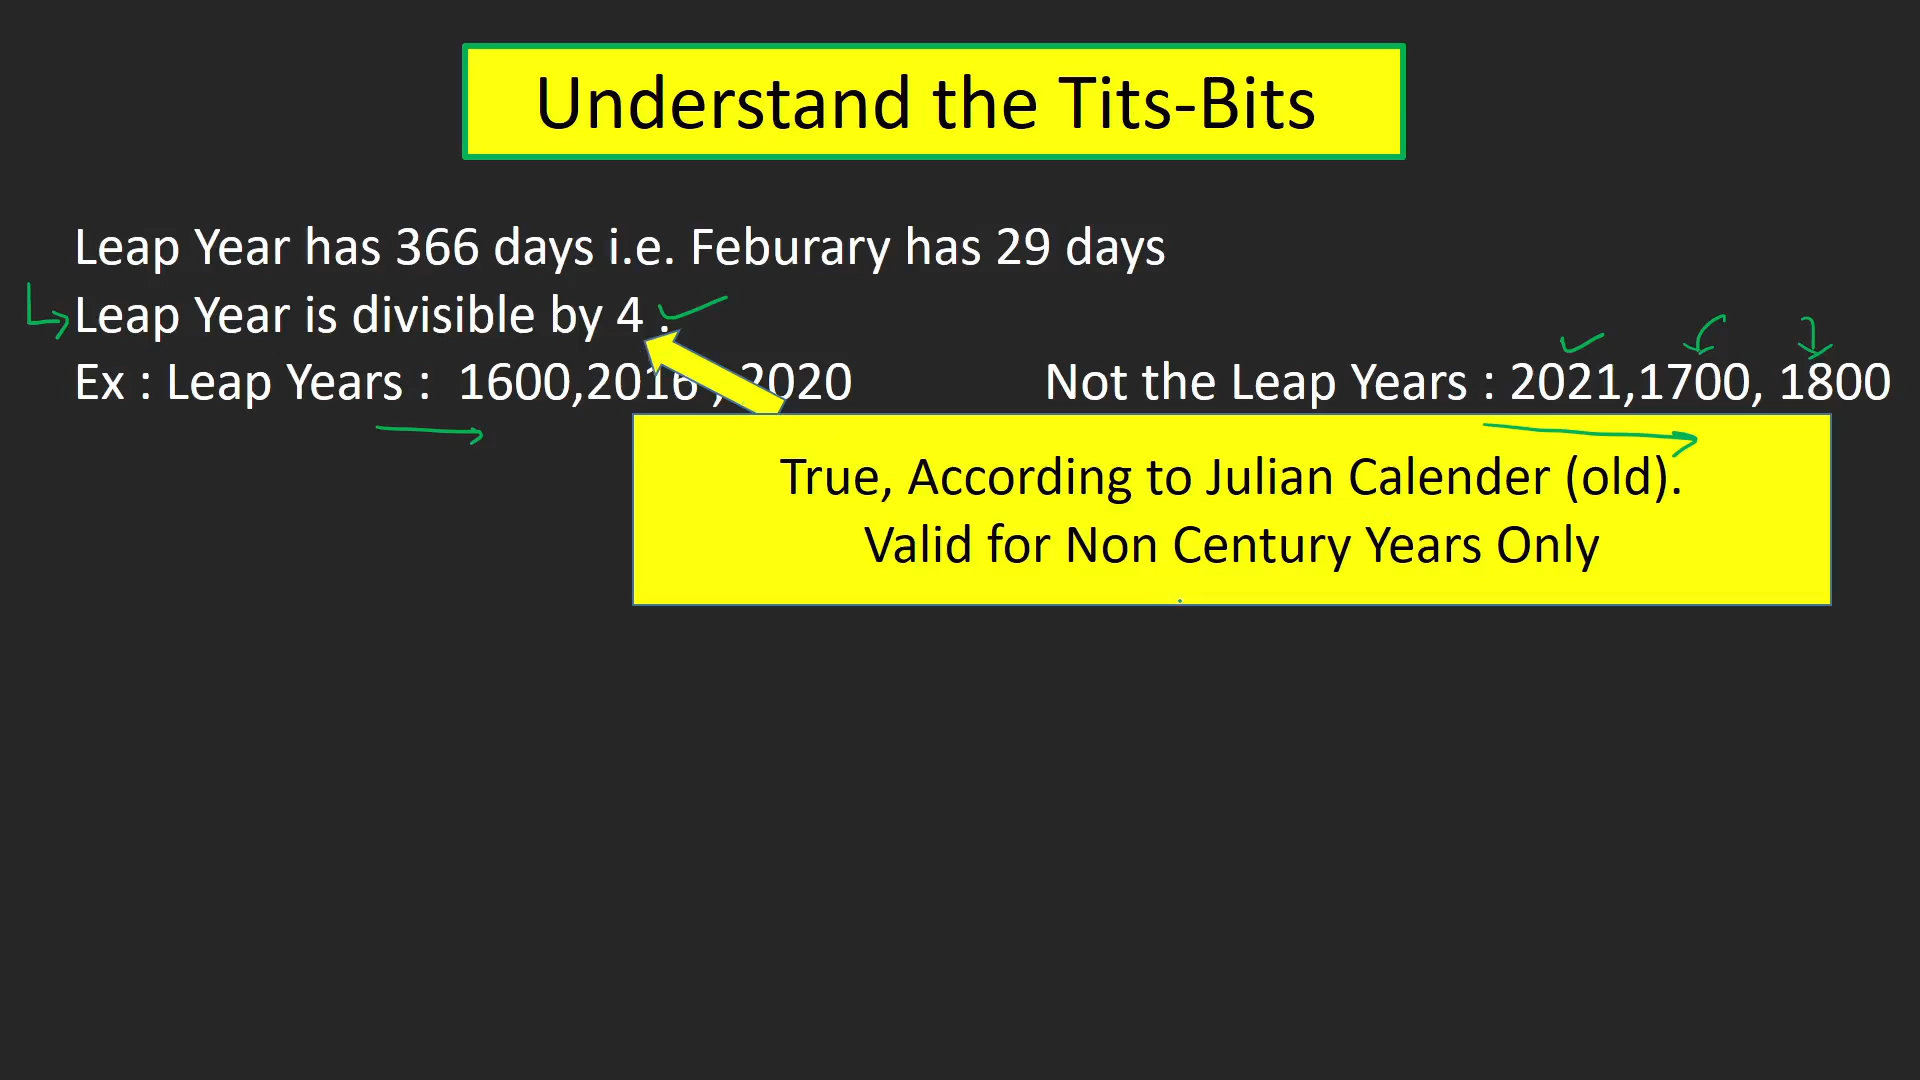 Understand the Tits-Bits
Leap Year has 366 days i.e. Feburary has 29 days
Leap Year is divisible by 4 .
Ex : Leap Years : 1600,2016 , 2020
Not the Leap Years : 2021,1700, 1800
True, According to Julian Calender (old).
Valid for Non Century Years Only